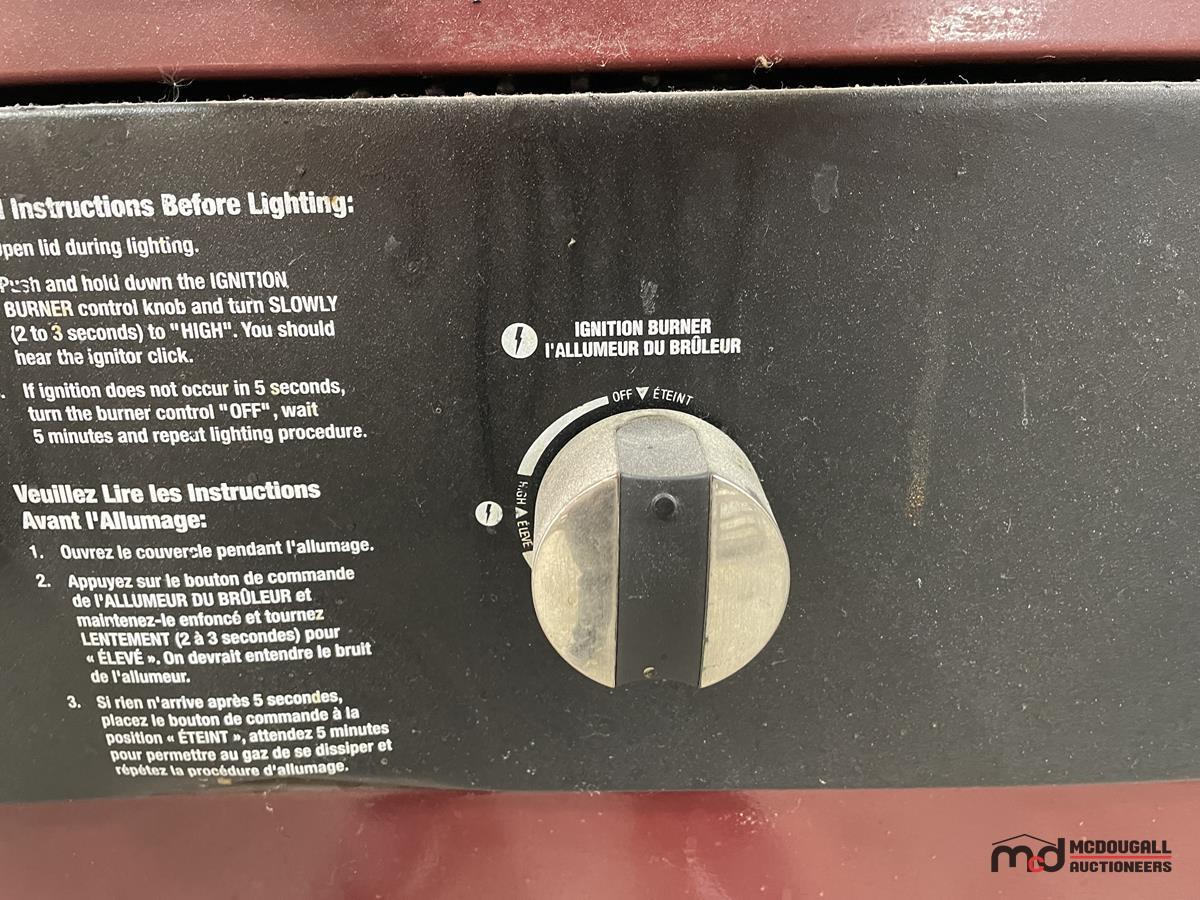 Instructions Before Lighting:
open lid during lighting.
Push and hold down the IGNITION
BURNER control knob and turn SLOWLY
(2 to 3 seconds) to "HIGH". You should
hear the ignitor click.
If ignition does not occur in 5 seconds,
turn the burner control "OFF", wait
5 minutes and repeat lighting procedure.
Veuillez Lire les Instructions
Avant l'Allumage:
1. Ouvrez le couvercle pendant l'allumage.
2. Appuyez sur le bouton de commande
de l'ALLUMEUR DU BRÛLEUR et
maintenez-le enfoncé et tournez
LENTEMENT (2 à 3 secondes) pour
« ÉLEVÉ ». On devrait entendre le bruit
de l'allumeur.
3. Si rien n'arrive après 5 secondes,
placez le bouton de commande à la
position « ÉTEINT », attendez 5 minutes
pour permettre au gaz de se dissiper et
répétez la procédure d'allumage.
IGNITION BURNER
l'ALLUMEUR DU BRÛLEUR
OFF ▼ ÉTEINT
HIGH ▲ ÉLEVÉ
mcd MCDOUGALL
AUCTIONEERS